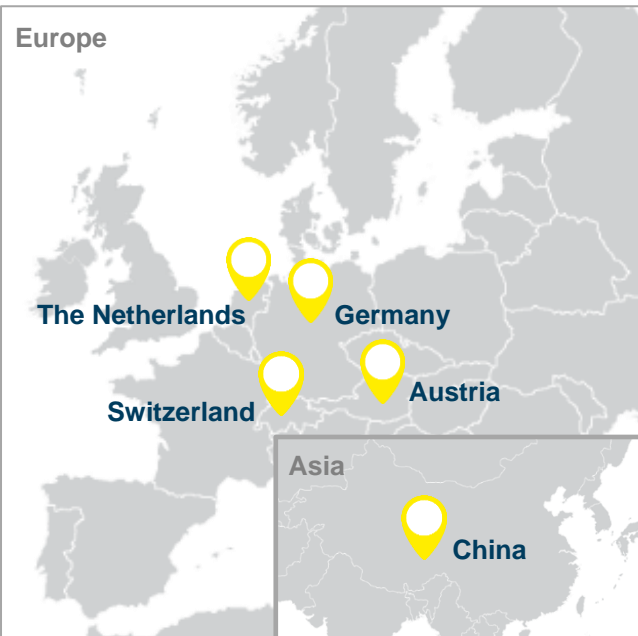 Europe
The Netherlands
Germany
Switzerland
Austria
Asia
China